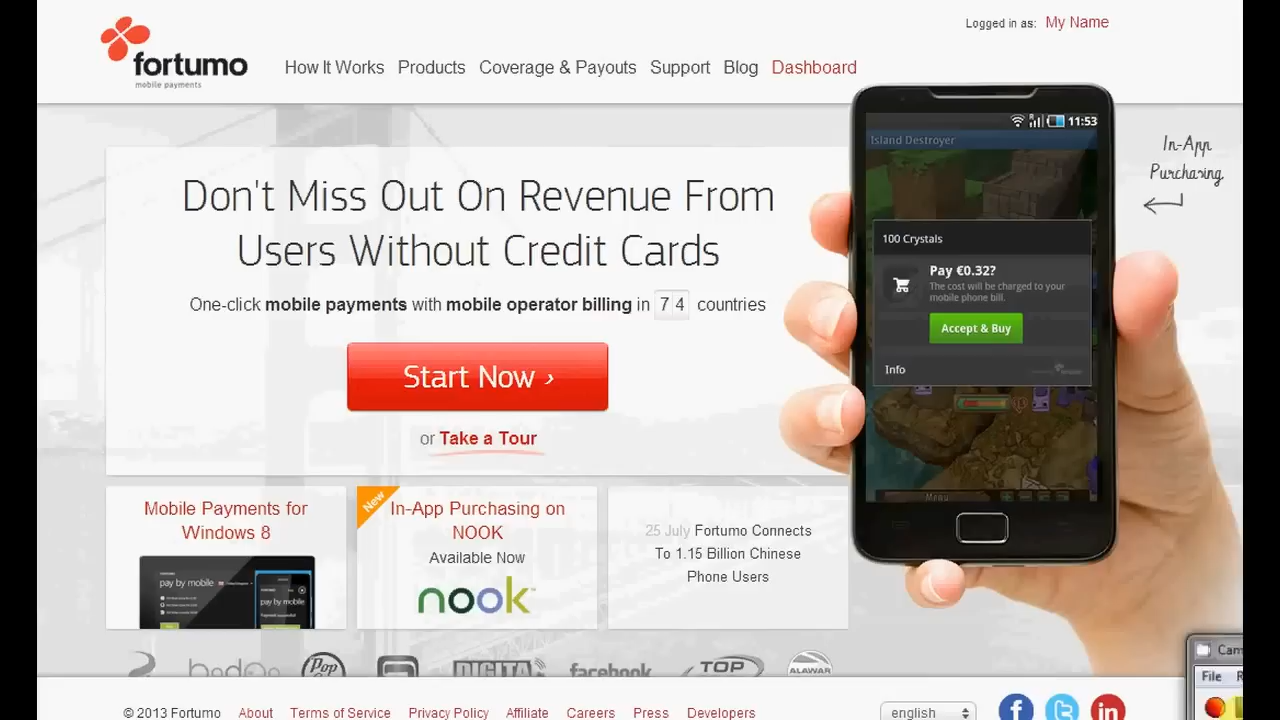 Logged in as: My Name
fortumo
mobile payments
How It Works Products Coverage & Payouts Support Blog Dashboard
Don't Miss Out On Revenue From
Users Without Credit Cards
One-click mobile payments with mobile operator billing in 74 countries
Start Now ›
or Take a Tour
11:53
Island Destroyer
100 Crystals
Pay €0.32?
The cost will be charged to your
mobile phone bill.
Accept & Buy
Info
Menu
In-App
Purchasing
Mobile Payments for
Windows 8
pay by mobile
pay by mobile
New
In-App Purchasing on
NOOK
Available Now
nook™
25 July Fortumo Connects
To 1.15 Billion Chinese
Phone Users
Pop
DIGITA
facebook
TOP
ALAWAR
© 2013 Fortumo About Terms of Service Privacy Policy Affiliate Careers Press Developers
english
f
in
Cam
File